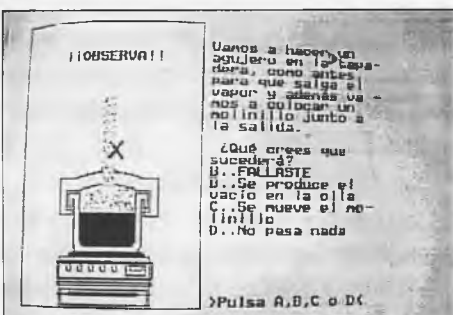 ¡¡OBSERVA!!
Vamos a hacer un
agujero en la tapa-
dera, como antes
para que salga el
vapor y además va -
mos a colocar un
molinillo junto a
la salida.
¿Qué crees que
sucederá?
B..FALLASTE
B..Se produce el
vacío en la olla
C..Se mueve el mo-
linillo
D..No pasa nada
>Pulsa A,B,C o D<